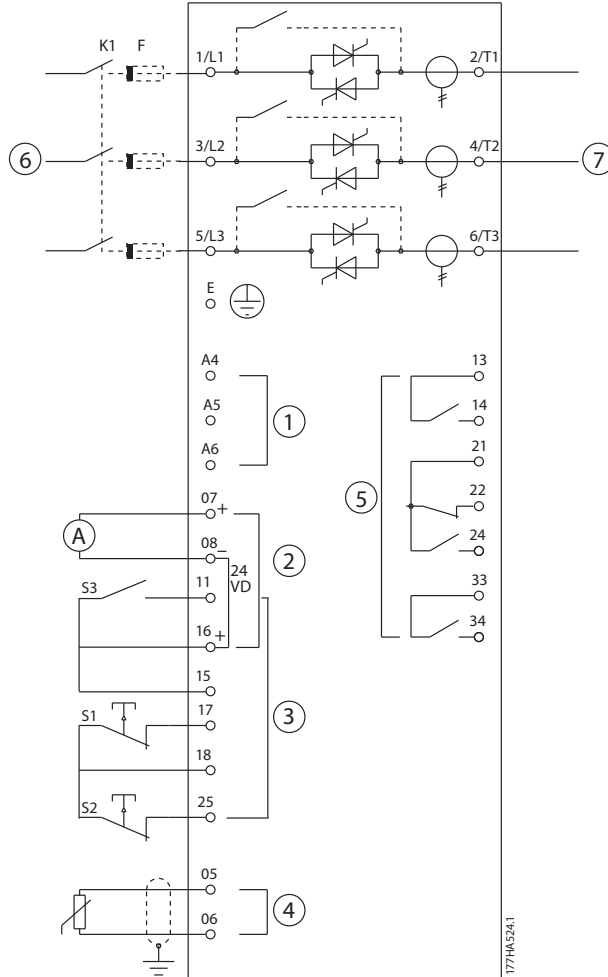 K1 F 1/L1 2/T1
6 3/L2 4/T2 7
5/L3 6/T3
E
A4 13
A5 1 14
A6 21
07 + 5 22
A 08 – 2 24
S3 11 24 VD
33
16 + 34
15
S1 17 3
18
S2 25
05
4
06
177HA524.1